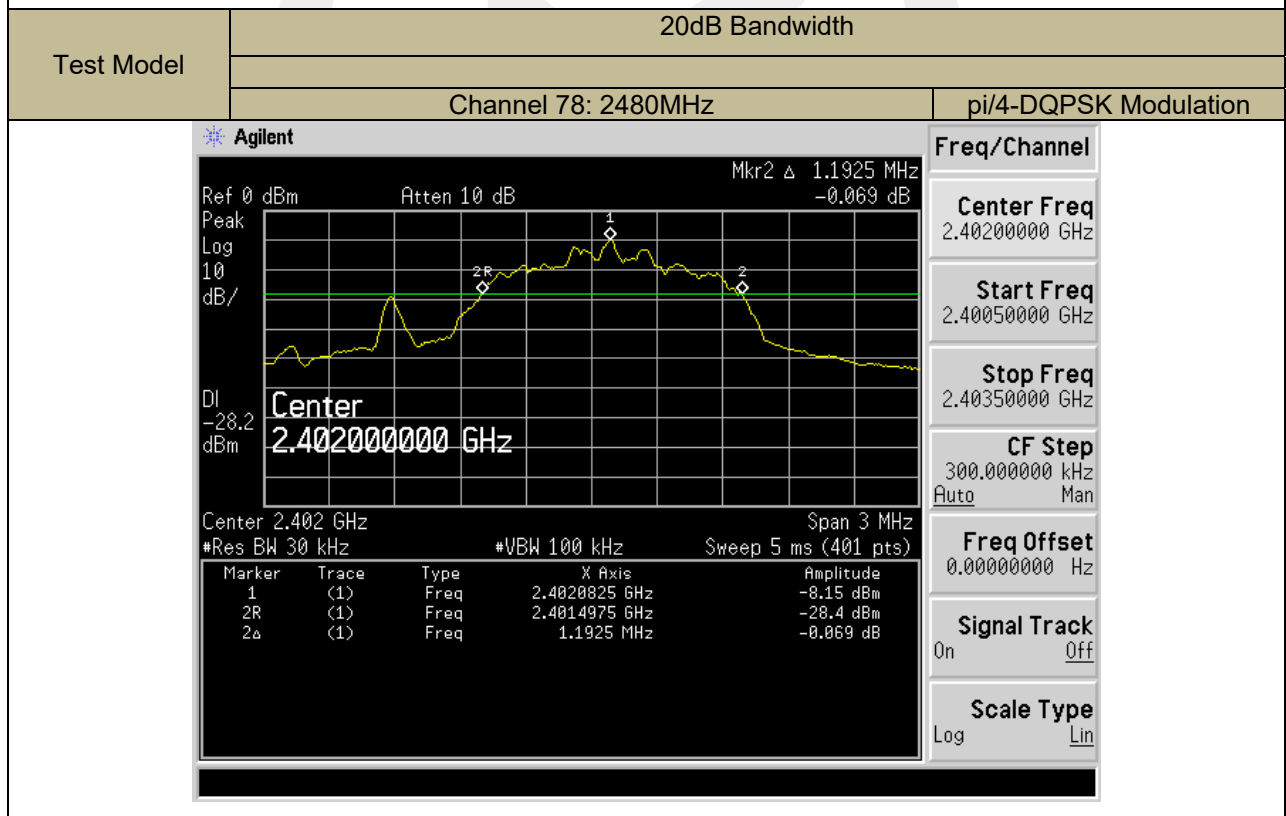 20dB Bandwidth
Test Model
Channel 78: 2480MHz pi/4-DQPSK Modulation
Agilent
Freq/Channel
Mkr2 Δ 1.1925 MHz
Ref 0 dBm Atten 10 dB -0.069 dB
Peak
Log
10
dB/
1
2R
2
DI
-28.2
dBm
Center
2.402000000 GHz
Center 2.402 GHz Span 3 MHz
#Res BW 30 kHz #VBW 100 kHz Sweep 5 ms (401 pts)
Marker Trace Type X Axis Amplitude
1 (1) Freq 2.4020825 GHz -8.15 dBm
2R (1) Freq 2.4014975 GHz -28.4 dBm
2Δ (1) Freq 1.1925 MHz -0.069 dB
Center Freq
2.40200000 GHz
Start Freq
2.40050000 GHz
Stop Freq
2.40350000 GHz
CF Step
300.000000 kHz
Auto Man
Freq Offset
0.00000000 Hz
Signal Track
On Off
Scale Type
Log Lin